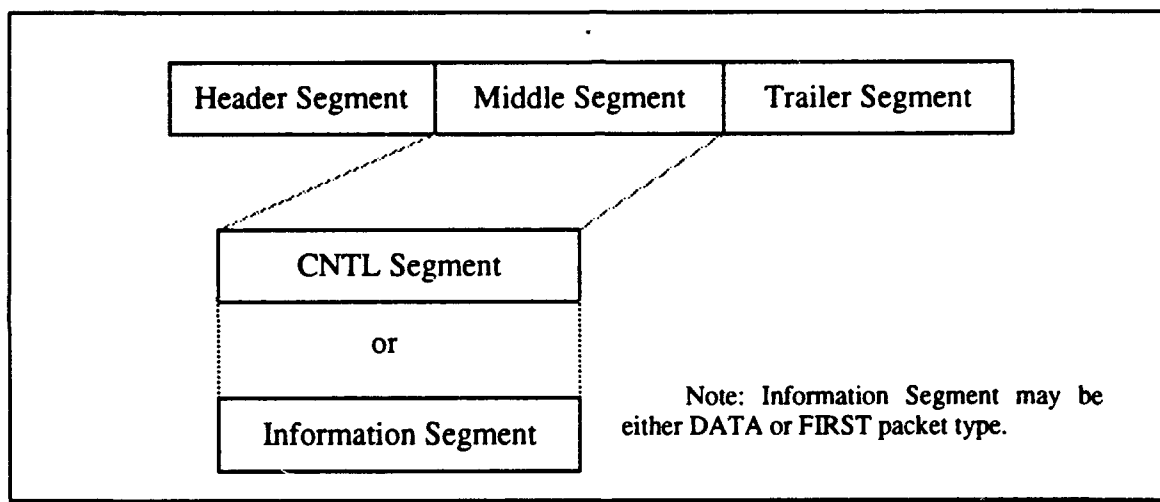 Header Segment Middle Segment Trailer Segment
CNTL Segment
or
Information Segment
Note: Information Segment may be
either DATA or FIRST packet type.